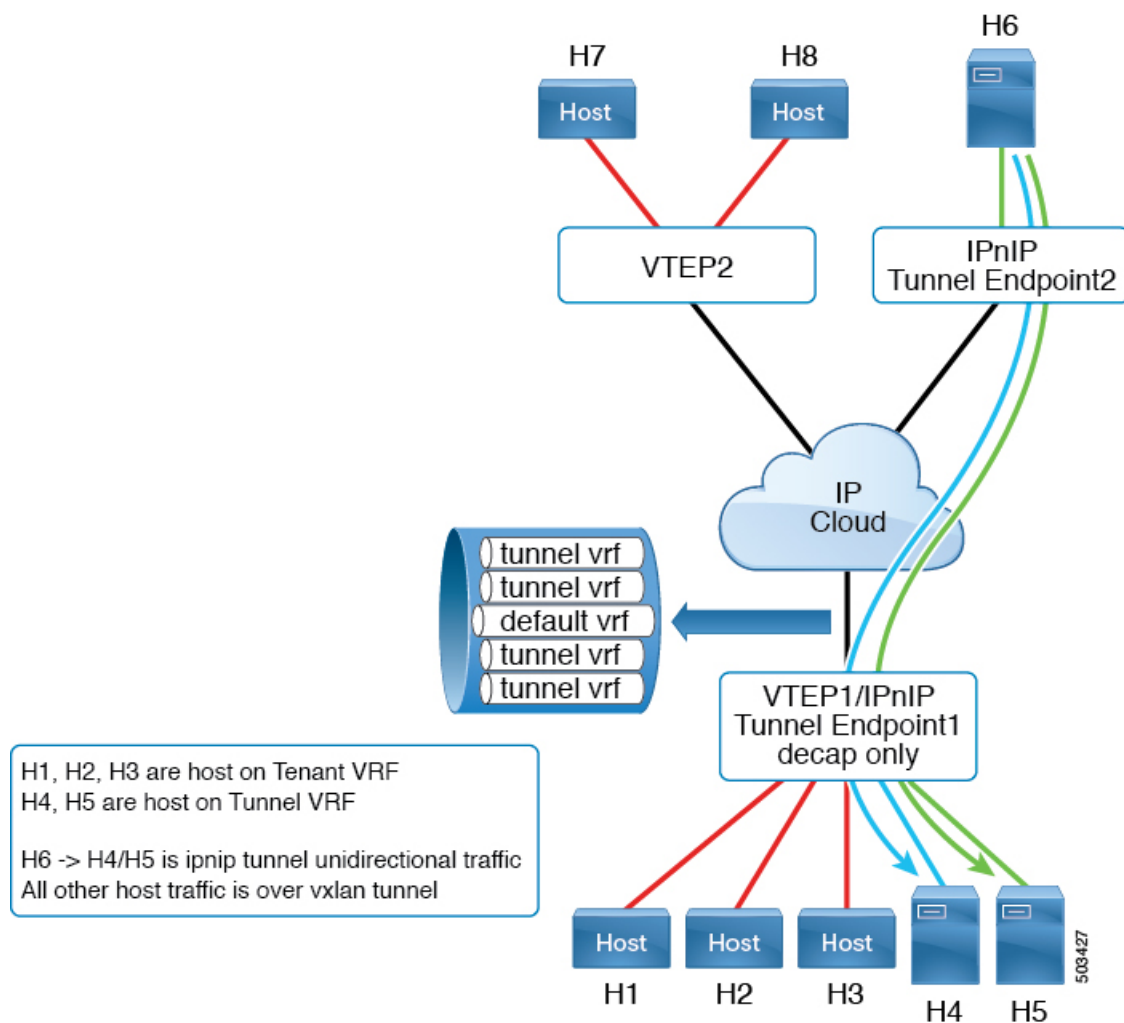 H6
H7
H8
Host
Host
VTEP2
IPnIP
Tunnel Endpoint2
IP
Cloud
tunnel vrf
tunnel vrf
default vrf
tunnel vrf
tunnel vrf
VTEP1/IPnIP
Tunnel Endpoint1
decap only
H1, H2, H3 are host on Tenant VRF
H4, H5 are host on Tunnel VRF
H6 -> H4/H5 is ipnip tunnel unidirectional traffic
All other host traffic is over vxlan tunnel
Host
Host
Host
H1
H2
H3
H4
H5
503427